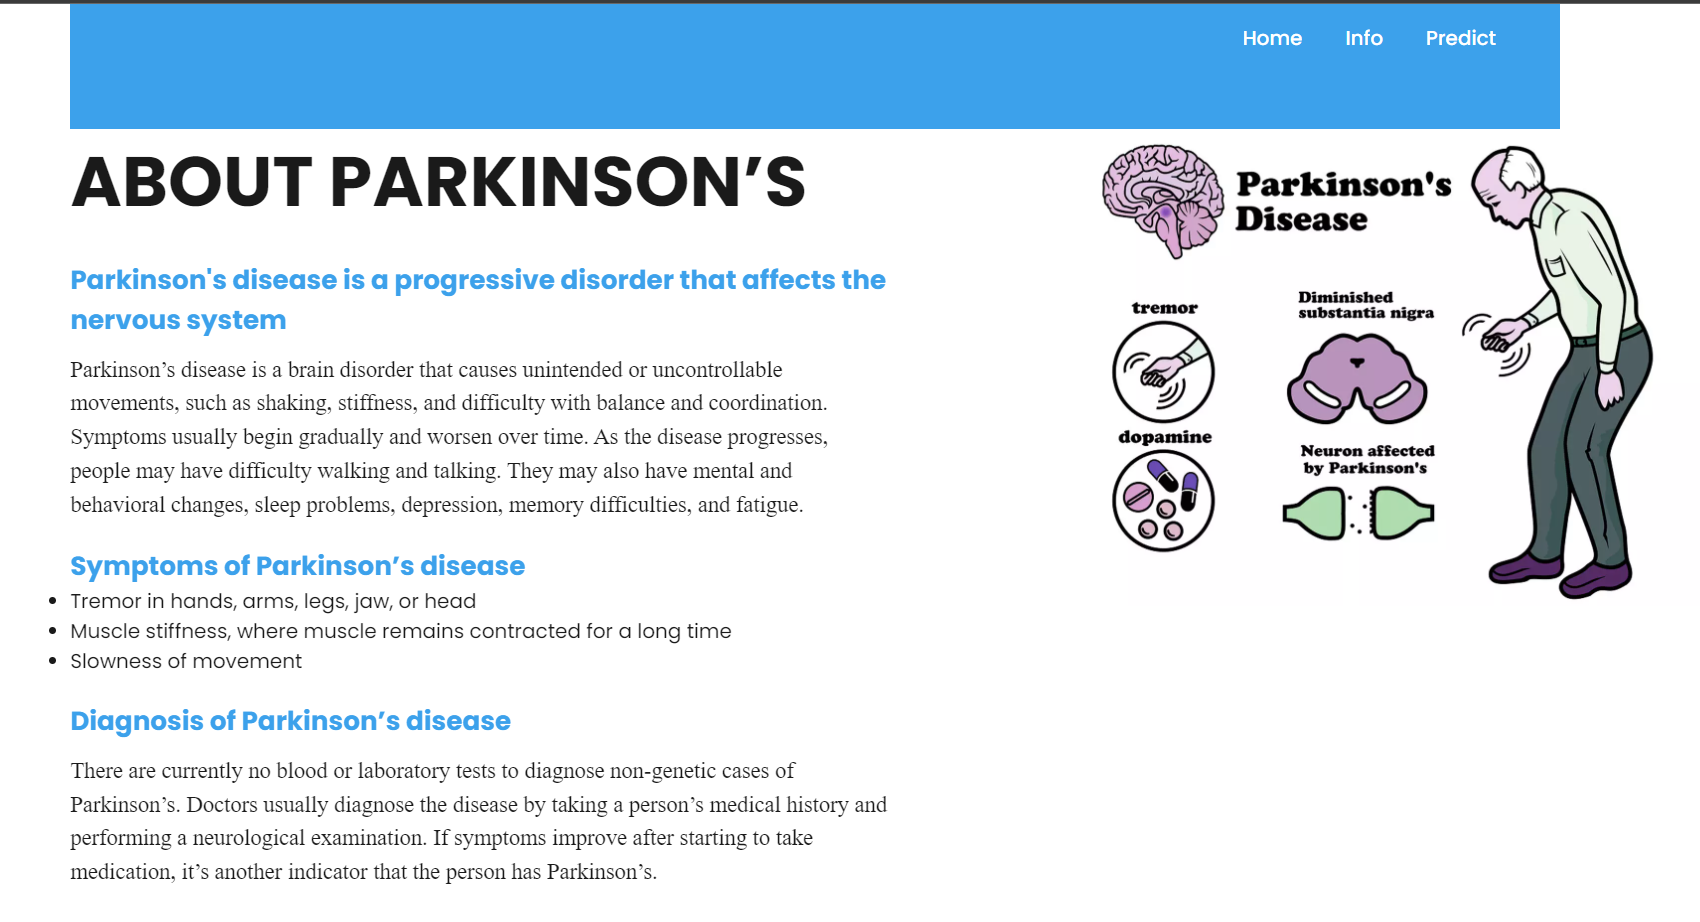 Home Info Predict
ABOUT PARKINSON’S
Parkinson's disease is a progressive disorder that affects the
nervous system
Parkinson’s disease is a brain disorder that causes unintended or uncontrollable
movements, such as shaking, stiffness, and difficulty with balance and coordination.
Symptoms usually begin gradually and worsen over time. As the disease progresses,
people may have difficulty walking and talking. They may also have mental and
behavioral changes, sleep problems, depression, memory difficulties, and fatigue.
Symptoms of Parkinson’s disease
• Tremor in hands, arms, legs, jaw, or head
• Muscle stiffness, where muscle remains contracted for a long time
• Slowness of movement
Diagnosis of Parkinson’s disease
There are currently no blood or laboratory tests to diagnose non-genetic cases of
Parkinson’s. Doctors usually diagnose the disease by taking a person’s medical history and
performing a neurological examination. If symptoms improve after starting to take
medication, it’s another indicator that the person has Parkinson’s.
Parkinson's
Disease
tremor
Diminished
substantia nigra
dopamine
Neuron affected
by Parkinson's